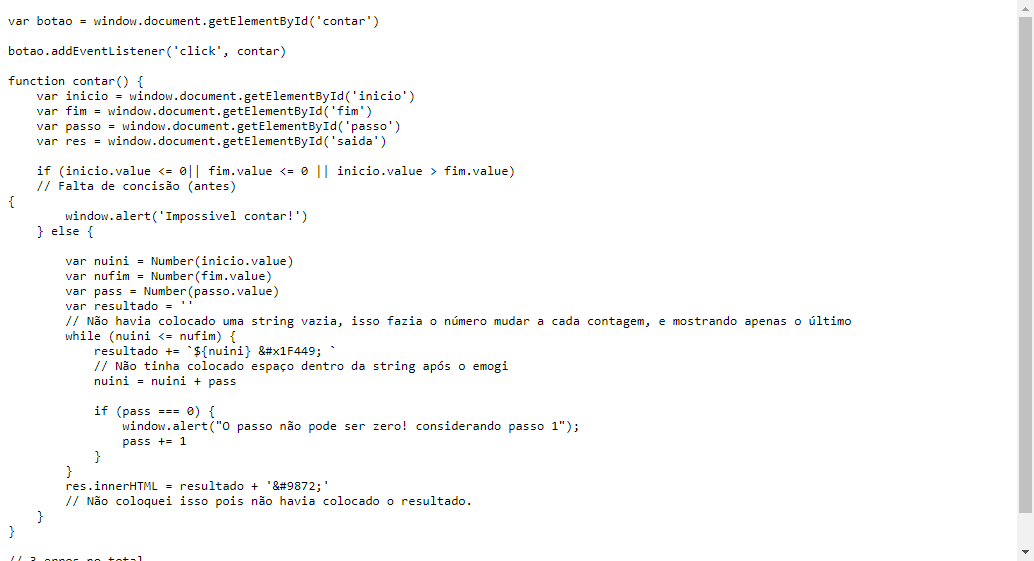 var botao = window.document.getElementById('contar')

botao.addEventListener('click', contar)

function contar() {
    var inicio = window.document.getElementById('inicio')
    var fim = window.document.getElementById('fim')
    var passo = window.document.getElementById('passo')
    var res = window.document.getElementById('saida')

    if (inicio.value <= 0|| fim.value <= 0 || inicio.value > fim.value)
    // Falta de concisão (antes)
{
        window.alert('Impossivel contar!')
    } else {

        var nuini = Number(inicio.value)
        var nufim = Number(fim.value)
        var pass = Number(passo.value)
        var resultado = ''
        // Não havia colocado uma string vazia, isso fazia o número mudar a cada contagem, e mostrando apenas o último
        while (nuini <= nufim) {
            resultado += `${nuini} &#x1F449; `
            // Não tinha colocado espaço dentro da string após o emogi
            nuini = nuini + pass

            if (pass === 0) {
                window.alert("O passo não pode ser zero! considerando passo 1");
                pass += 1
            }
        }
        res.innerHTML = resultado + '&#9872;'
        // Não coloquei isso pois não havia colocado o resultado.
    }
}

// 3 erros no total